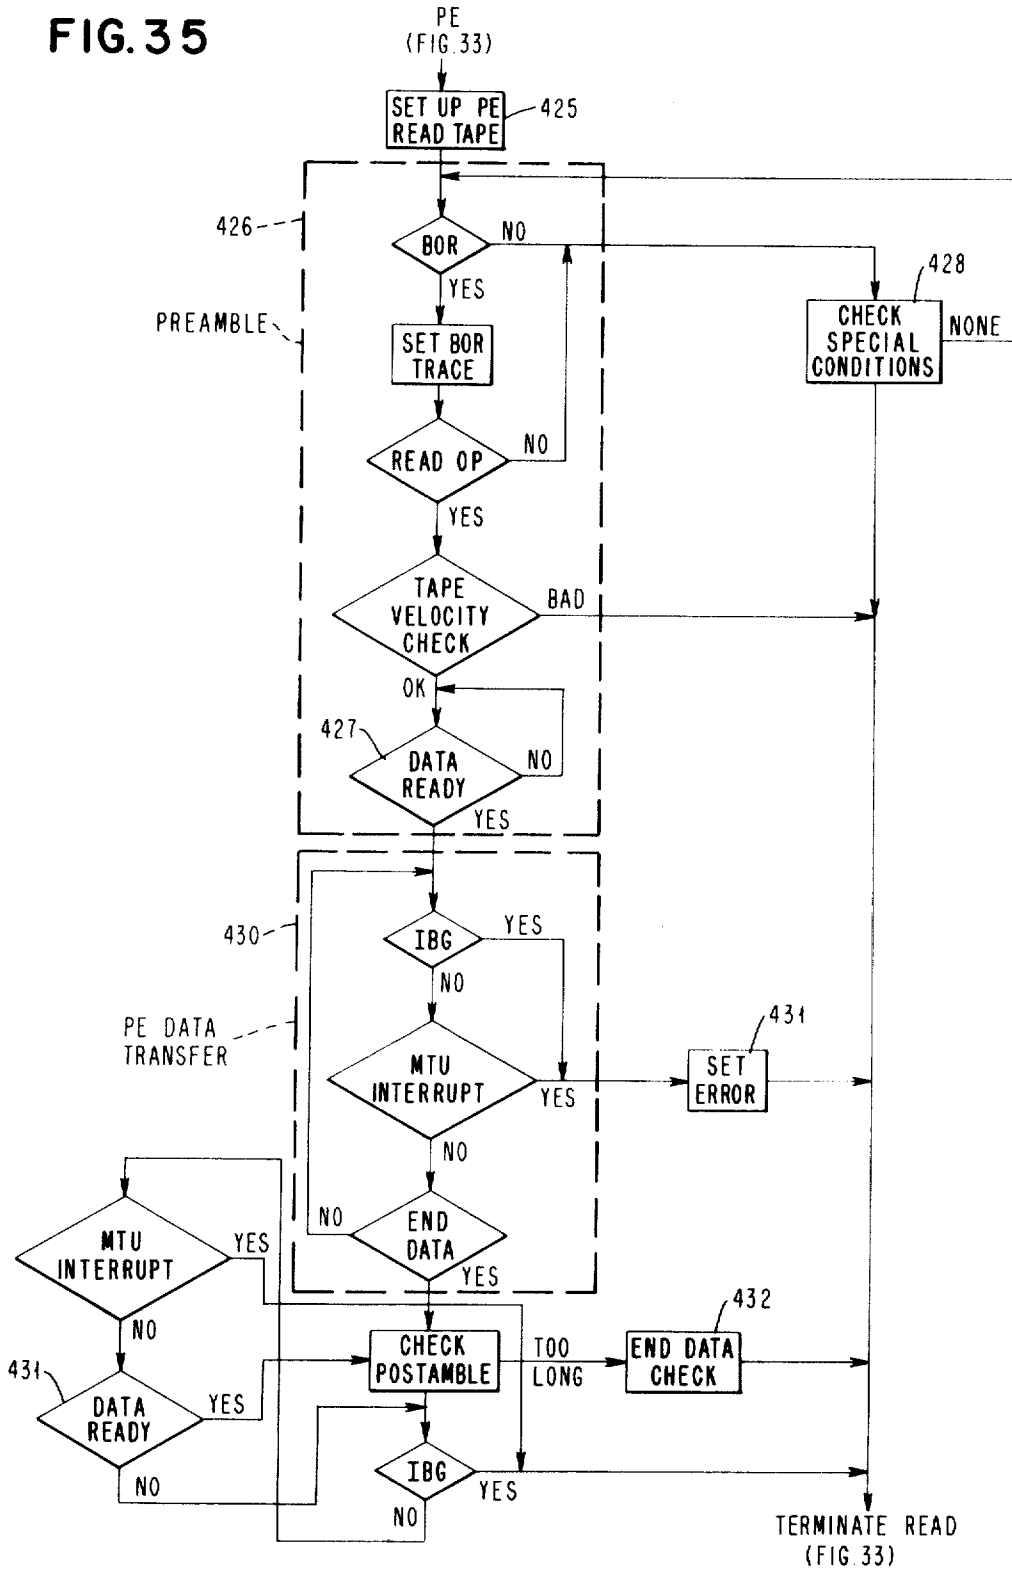 FIG. 35
PE
(FIG. 33)
SET UP PE
READ TAPE
425
426
BOR
NO
YES
428
PREAMBLE
SET BOR
TRACE
CHECK
SPECIAL
CONDITIONS
NONE
READ OP
NO
YES
TAPE
VELOCITY
CHECK
BAD
OK
427
DATA
READY
NO
YES
430
IBG
YES
NO
PE DATA
TRANSFER
MTU
INTERRUPT
YES
431
SET
ERROR
NO
NO
END
DATA
YES
MTU
INTERRUPT
YES
NO
CHECK
POSTAMBLE
TOO
LONG
432
END DATA
CHECK
431
DATA
READY
YES
NO
IBG
YES
NO
TERMINATE READ
(FIG. 33)